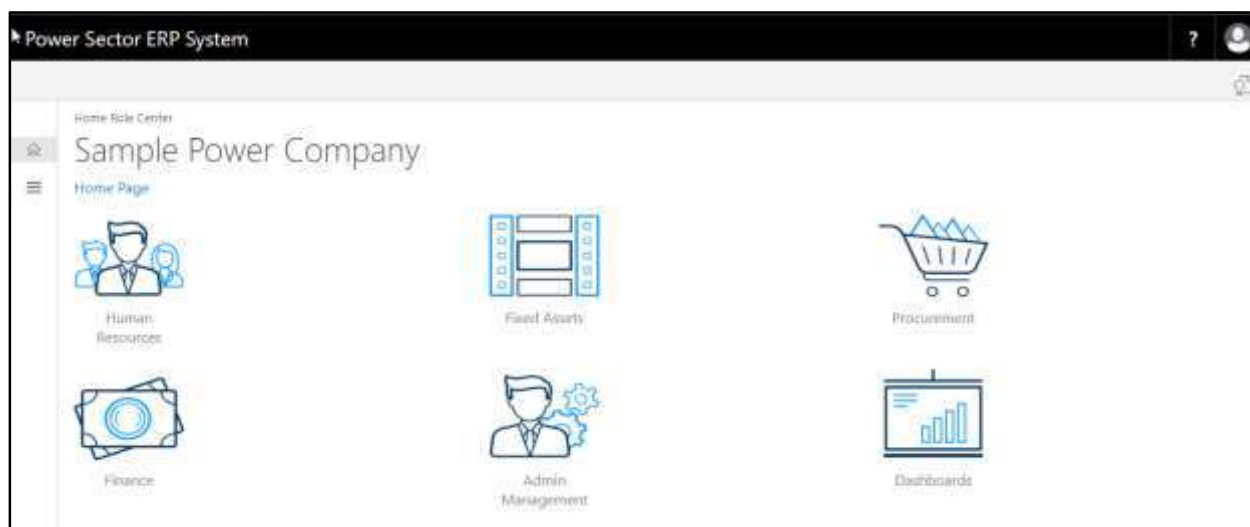 Power Sector ERP System
?
Home Role Center
Sample Power Company
Home Page
Human
Resources
Fixed Assets
Procurement
Finance
Admin
Management
Dashboards